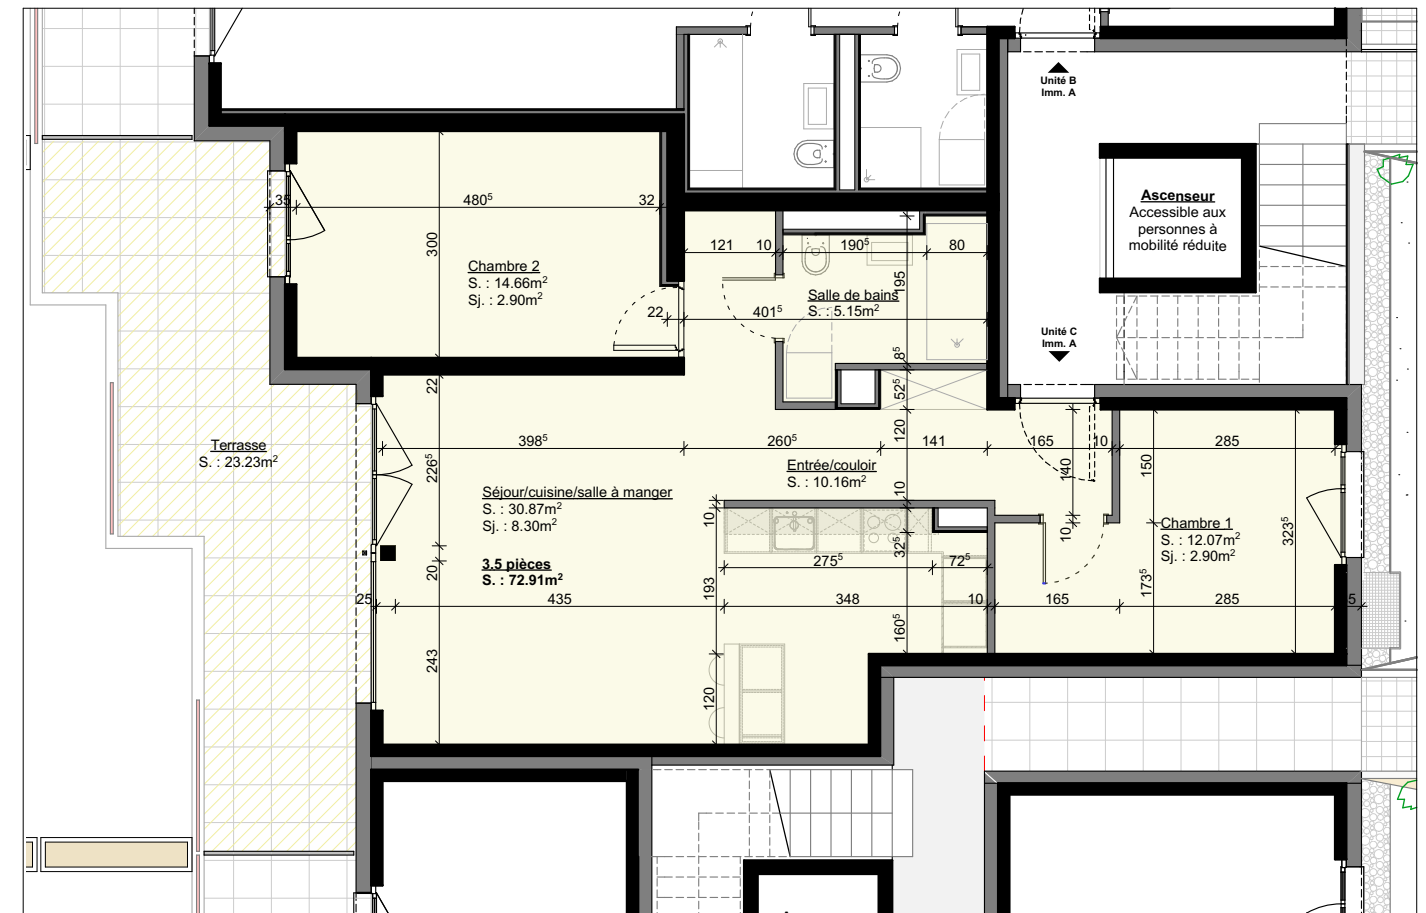 Unité B
Imm. A
Ascenseur
Accessible aux
personnes à
mobilité réduite
35
480⁵
32
300
Chambre 2
S. : 14.66m²
Sj. : 2.90m²
121
10
190⁵
80
195
Salle de bains
S. : 5.15m²
22
401⁵
Unité C
Imm. A
8⁵
22
52⁵
120
Terrasse
S. : 23.23m²
398⁵
260⁵
141
165
10
285
226⁵
140
150
Entrée/couloir
S. : 10.16m²
10
Séjour/cuisine/salle à manger
S. : 30.87m²
Sj. : 8.30m²
10
32⁵
10
Chambre 1
S. : 12.07m²
Sj. : 2.90m²
323⁵
3.5 pièces
S. : 72.91m²
20
275⁵
72⁵
193
173⁵
25
435
348
10
165
285
5
160⁵
243
120